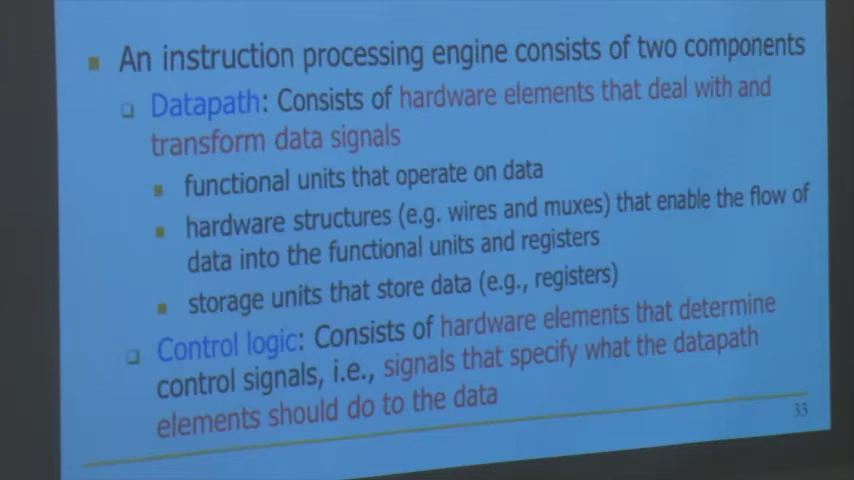 An instruction processing engine consists of two components
Datapath: Consists of hardware elements that deal with and
transform data signals
functional units that operate on data
hardware structures (e.g. wires and muxes) that enable the flow of
data into the functional units and registers
storage units that store data (e.g., registers)
Control logic: Consists of hardware elements that determine
control signals, i.e., signals that specify what the datapath
elements should do to the data
33